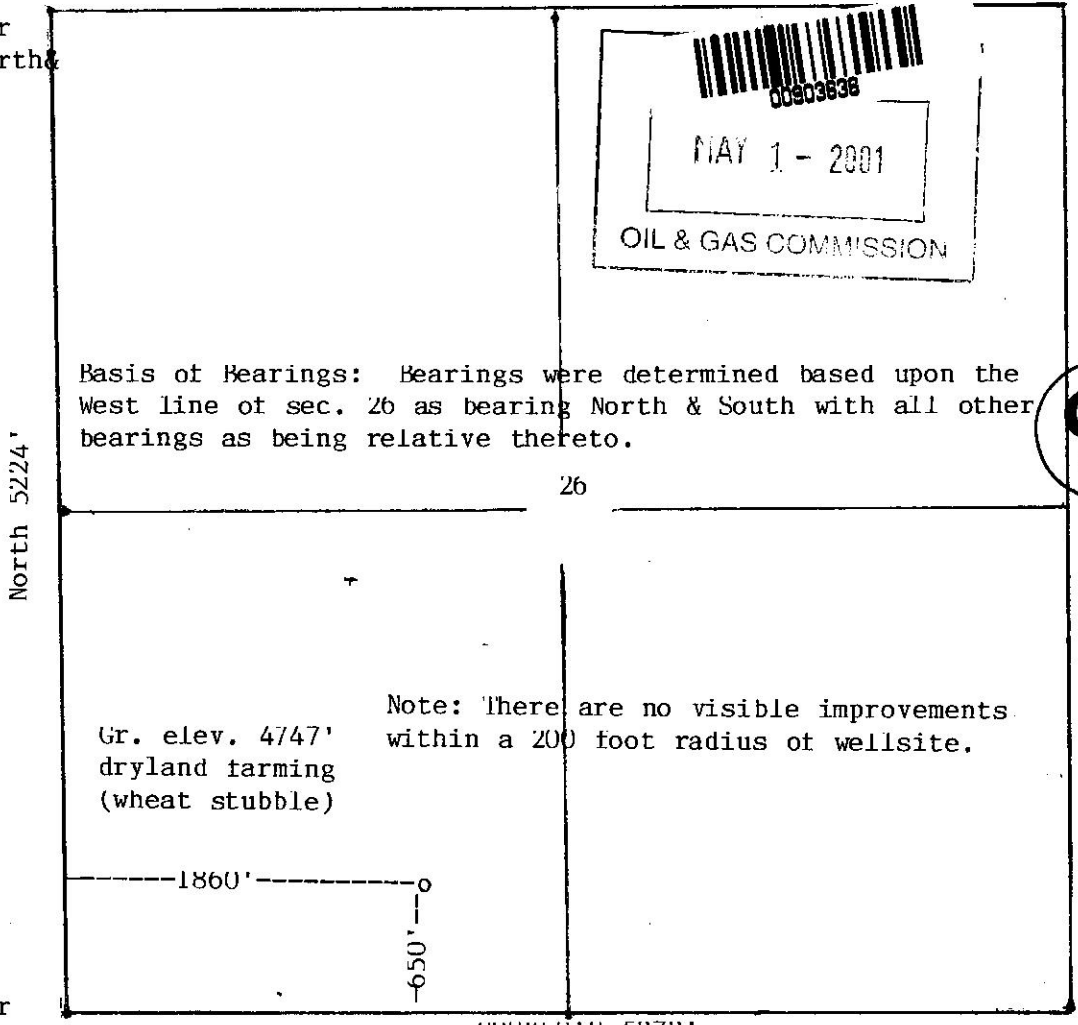 r
rth&
00903636
MAY 1 - 2001
OIL & GAS COMMISSION
Basis of Bearings: Bearings were determined based upon the
West line of sec. 26 as bearing North & South with all other
bearings as being relative thereto.
North 5224'
26
Note: There are no visible improvements
within a 200 foot radius of wellsite.
Gr. elev. 4747'
dryland farming
(wheat stubble)
1860'
650'
r